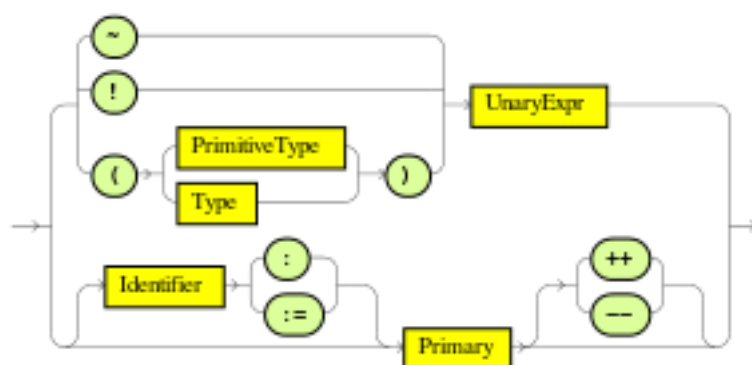 ~
!
UnaryExpr
PrimitiveType
( )
Type
: ++
Identifier
:= --
Primary